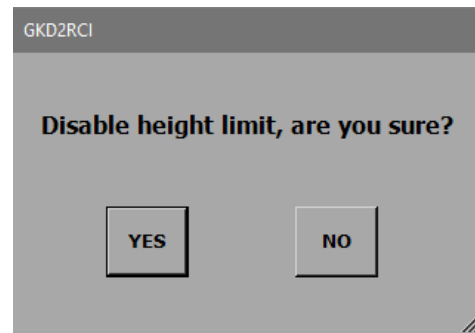 GKD2RCI
Disable height limit, are you sure?
YES
NO